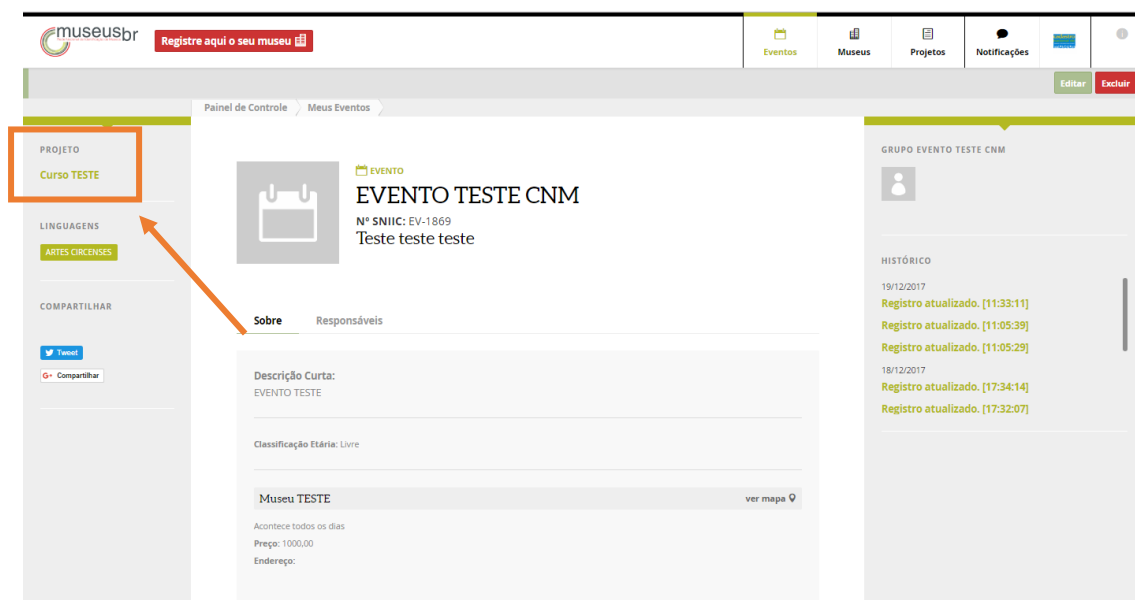 museusbr
Registre aqui o seu museu
Eventos
Museus
Projetos
Notificações
Editar
Excluir
Painel de Controle
Meus Eventos
PROJETO
Curso TESTE
LINGUAGENS
ARTES CIRCENSES
COMPARTILHAR
Tweet
G+ Compartilhar
EVENTO
EVENTO TESTE CNM
Nº SNIIC: EV-1869
Teste teste teste
Sobre
Responsáveis
Descrição Curta:
EVENTO TESTE
Classificação Etária: Livre
Museu TESTE
ver mapa
Acontece todos os dias
Preço: 1000,00
Endereço:
GRUPO EVENTO TESTE CNM
HISTÓRICO
19/12/2017
Registro atualizado. [11:33:11]
Registro atualizado. [11:05:39]
Registro atualizado. [11:05:29]
18/12/2017
Registro atualizado. [17:34:14]
Registro atualizado. [17:32:07]